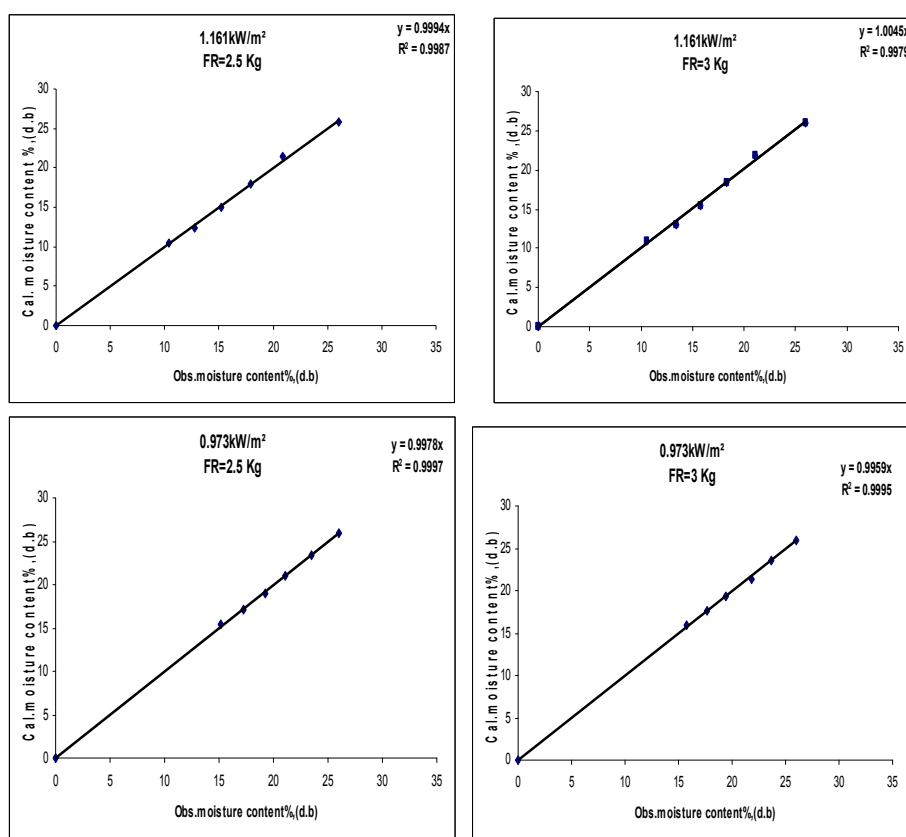 1.161kW/m²
FR=2.5 Kg
y = 0.9994x
R² = 0.9987
Cal.moisture content %,(d.b)
30
25
20
15
10
5
0
0 5 10 15 20 25 30 35
Obs.moisture content%,(d.b)
1.161kW/m²
FR=3 Kg
y = 1.0045x
R² = 0.9979
Cal.moisture content %,(d.b)
30
25
20
15
10
5
0
0 5 10 15 20 25 30 35
Obs.moisture content%,(d.b)
0.973kW/m²
FR=2.5 Kg
y = 0.9978x
R² = 0.9997
Cal.moisture content%,(d.b)
30
25
20
15
10
5
0
0 5 10 15 20 25 30 35
Obs.moisture content%,(d.b)
0.973kW/m²
FR=3 Kg
y = 0.9959x
R² = 0.9995
Cal.moisture content%,(d.b)
30
25
20
15
10
5
0
0 5 10 15 20 25 30 35
Obs.moisture content%,(d.b)